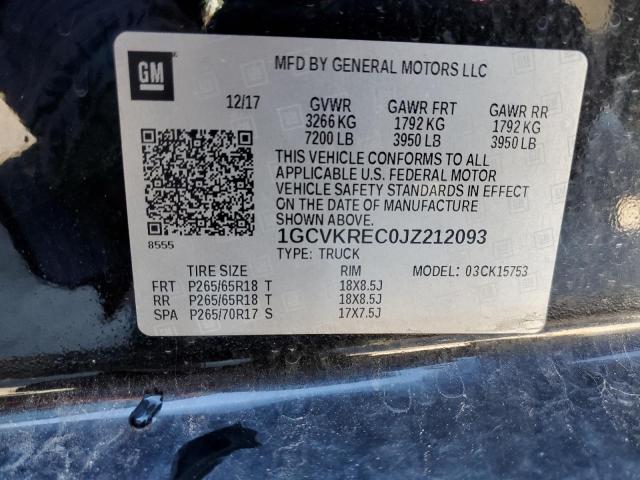 GM
MFD BY GENERAL MOTORS LLC
12/17 GVWR GAWR FRT GAWR RR
3266 KG 1792 KG 1792 KG
7200 LB 3950 LB 3950 LB
THIS VEHICLE CONFORMS TO ALL
APPLICABLE U.S. FEDERAL MOTOR
VEHICLE SAFETY STANDARDS IN EFFECT
ON THE DATE OF MANUFACTURE
SHOWN ABOVE.
8555 1GCVKREC0JZ212093
TYPE: TRUCK
TIRE SIZE RIM MODEL: 03CK15753
FRT P265/65R18 T 18X8.5J
RR P265/65R18 T 18X8.5J
SPA P265/70R17 S 17X7.5J